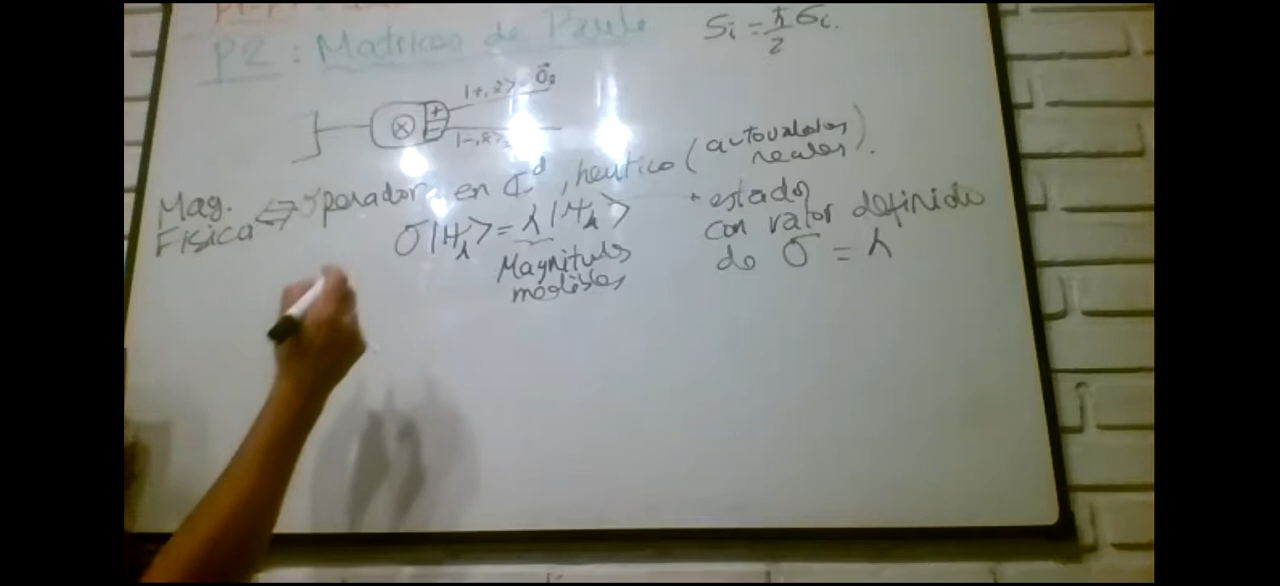 P2: Matrices de Pauli
Si = ħ/2 σi.
+
−
|+, x̂>
|−, x̂>
Mag. Física ⇔ operador en ℂ^d, hermítico (autovalores reales).
σ|ψλ> = λ|ψλ>
Magnitudes
medibles
estados
con valor definido
de σ = λ